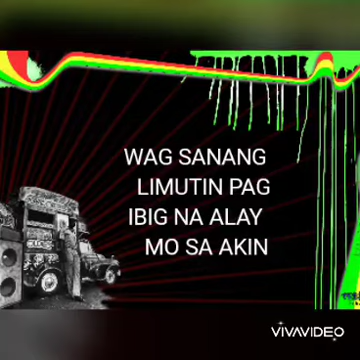 WAG SANANG
LIMUTIN PAG
IBIG NA ALAY
MO SA AKIN
VIVAVIDEO